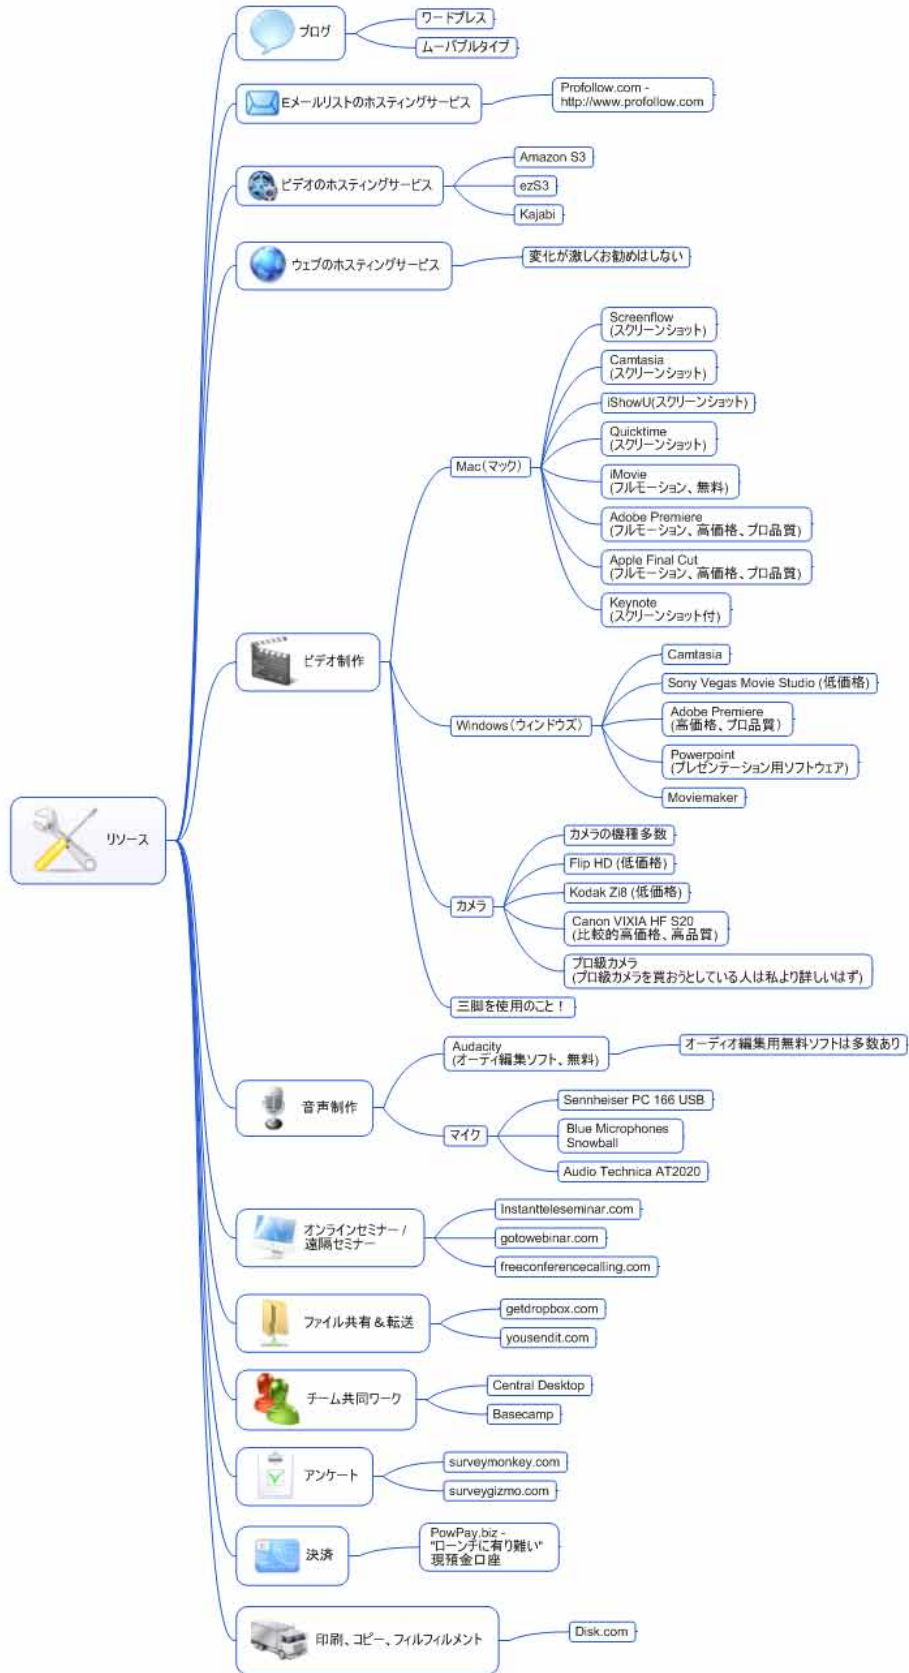 ブログ
ワードプレス
ムーバブルタイプ
Eメールリストのホスティングサービス
Profollow.com -
http://www.profollow.com
ビデオのホスティングサービス
Amazon S3
ezS3
Kajabi
ウェブのホスティングサービス
変化が激しくお勧めはしない
リソース
ビデオ制作
Mac（マック）
Screenflow
(スクリーンショット)
Camtasia
(スクリーンショット)
iShowU(スクリーンショット)
Quicktime
(スクリーンショット)
iMovie
(フルモーション、無料)
Adobe Premiere
(フルモーション、高価格、プロ品質)
Apple Final Cut
(フルモーション、高価格、プロ品質)
Keynote
(スクリーンショット付)
Windows（ウィンドウズ）
Camtasia
Sony Vegas Movie Studio (低価格)
Adobe Premiere
(高価格、プロ品質）
Powerpoint
(プレゼンテーション用ソフトウェア)
Moviemaker
カメラ
カメラの機種多数
Flip HD (低価格)
Kodak Zi8 (低価格)
Canon VIXIA HF S20
(比較的高価格、高品質)
プロ級カメラ
(プロ級カメラを買おうとしている人は私より詳しいはず)
三脚を使用のこと！
音声制作
Audacity
(オーディ編集ソフト、無料)
オーディオ編集用無料ソフトは多数あり
マイク
Sennheiser PC 166 USB
Blue Microphones
Snowball
Audio Technica AT2020
オンラインセミナー /
遠隔セミナー
Instantteleseminar.com
gotowebinar.com
freeconferencecalling.com
ファイル共有＆転送
getdropbox.com
yousendit.com
チーム共同ワーク
Central Desktop
Basecamp
アンケート
surveymonkey.com
surveygizmo.com
決済
PowPay.biz -
"ローンチに有り難い"
現預金口座
印刷、コピー、フィルフィルメント
Disk.com